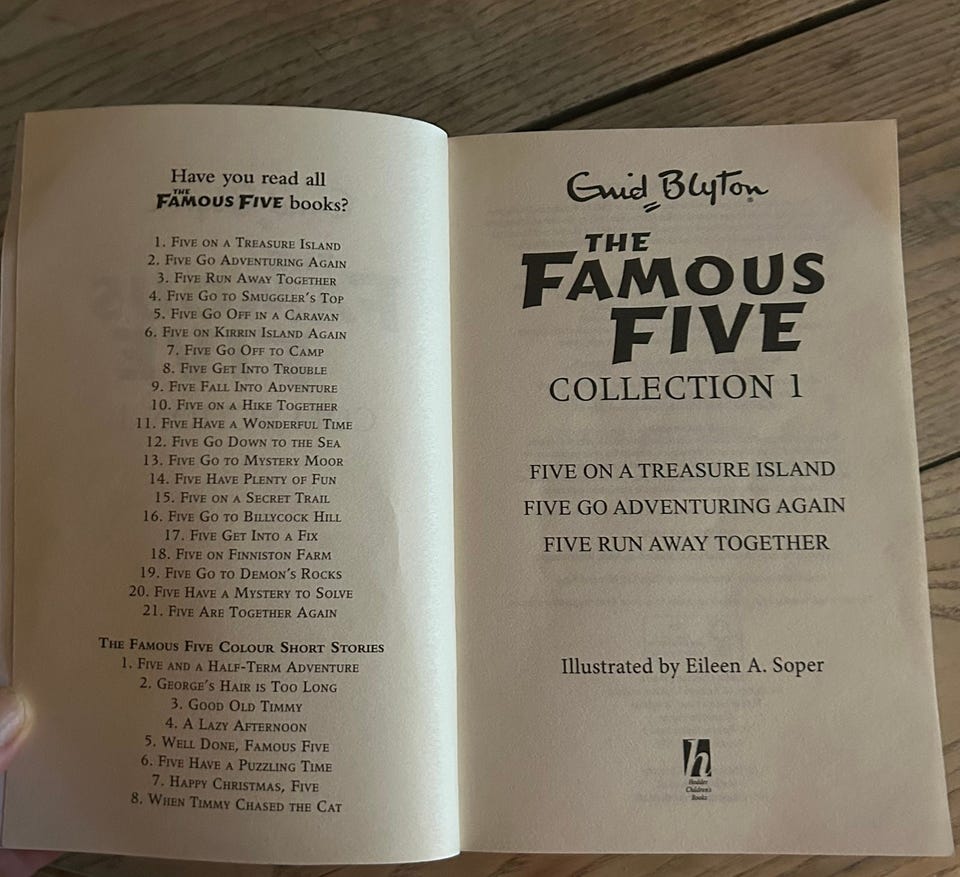 Have you read all
THE
FAMOUS FIVE books?
1. FIVE ON A TREASURE ISLAND
2. FIVE GO ADVENTURING AGAIN
3. FIVE RUN AWAY TOGETHER
4. FIVE GO TO SMUGGLER'S TOP
5. FIVE GO OFF IN A CARAVAN
6. FIVE ON KIRRIN ISLAND AGAIN
7. FIVE GO OFF TO CAMP
8. FIVE GET INTO TROUBLE
9. FIVE FALL INTO ADVENTURE
10. FIVE ON A HIKE TOGETHER
11. FIVE HAVE A WONDERFUL TIME
12. FIVE GO DOWN TO THE SEA
13. FIVE GO TO MYSTERY MOOR
14. FIVE HAVE PLENTY OF FUN
15. FIVE ON A SECRET TRAIL
16. FIVE GO TO BILLYCOCK HILL
17. FIVE GET INTO A FIX
18. FIVE ON FINNISTON FARM
19. FIVE GO TO DEMON'S ROCKS
20. FIVE HAVE A MYSTERY TO SOLVE
21. FIVE ARE TOGETHER AGAIN
THE FAMOUS FIVE COLOUR SHORT STORIES
1. FIVE AND A HALF-TERM ADVENTURE
2. GEORGE'S HAIR IS TOO LONG
3. GOOD OLD TIMMY
4. A LAZY AFTERNOON
5. WELL DONE, FAMOUS FIVE
6. FIVE HAVE A PUZZLING TIME
7. HAPPY CHRISTMAS, FIVE
8. WHEN TIMMY CHASED THE CAT
Enid Blyton®
THE
FAMOUS
FIVE
COLLECTION 1
FIVE ON A TREASURE ISLAND
FIVE GO ADVENTURING AGAIN
FIVE RUN AWAY TOGETHER
Illustrated by Eileen A. Soper
h
Hodder
Children's
Books